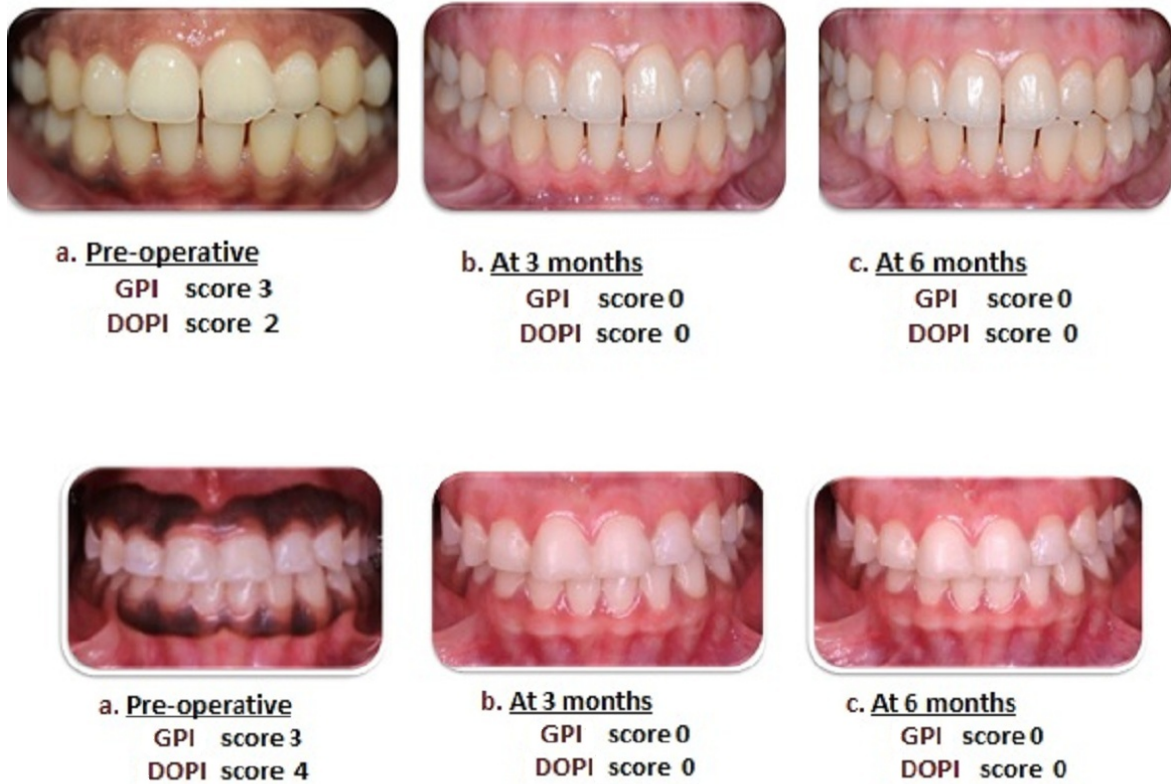 a. Pre-operative
GPI score 3
DOPI score 2
b. At 3 months
GPI score 0
DOPI score 0
c. At 6 months
GPI score 0
DOPI score 0
a. Pre-operative
GPI score 3
DOPI score 4
b. At 3 months
GPI score 0
DOPI score 0
c. At 6 months
GPI score 0
DOPI score 0